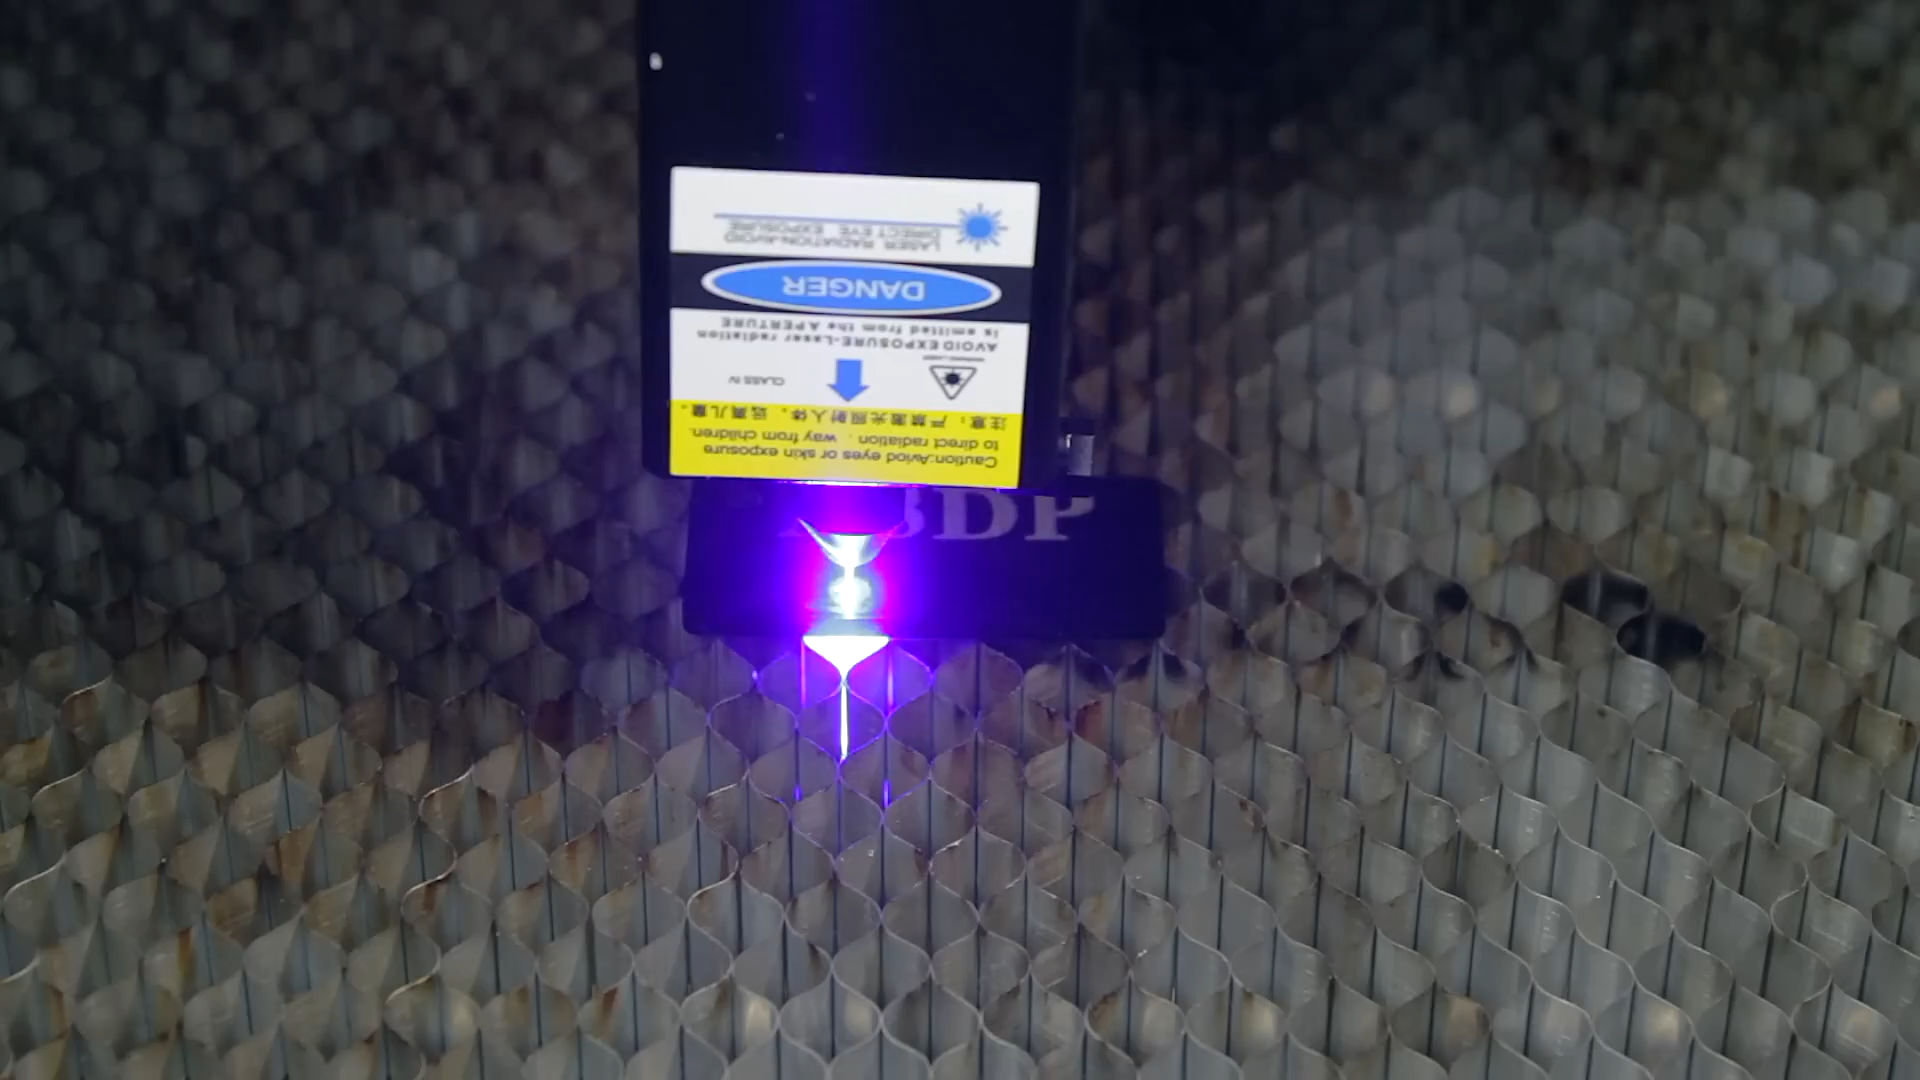 Caution:Aviod eyes or skin exposure
to direct radiation . way from children.
注意：严禁激光照射人体，远离儿童。
CLASS IV
AVOID EXPOSURE-Laser radiation
is emitted from the APERTURE
DANGER
LASER RADIATION-AVOID
DIRECT EYE EXPOSURE
3DP